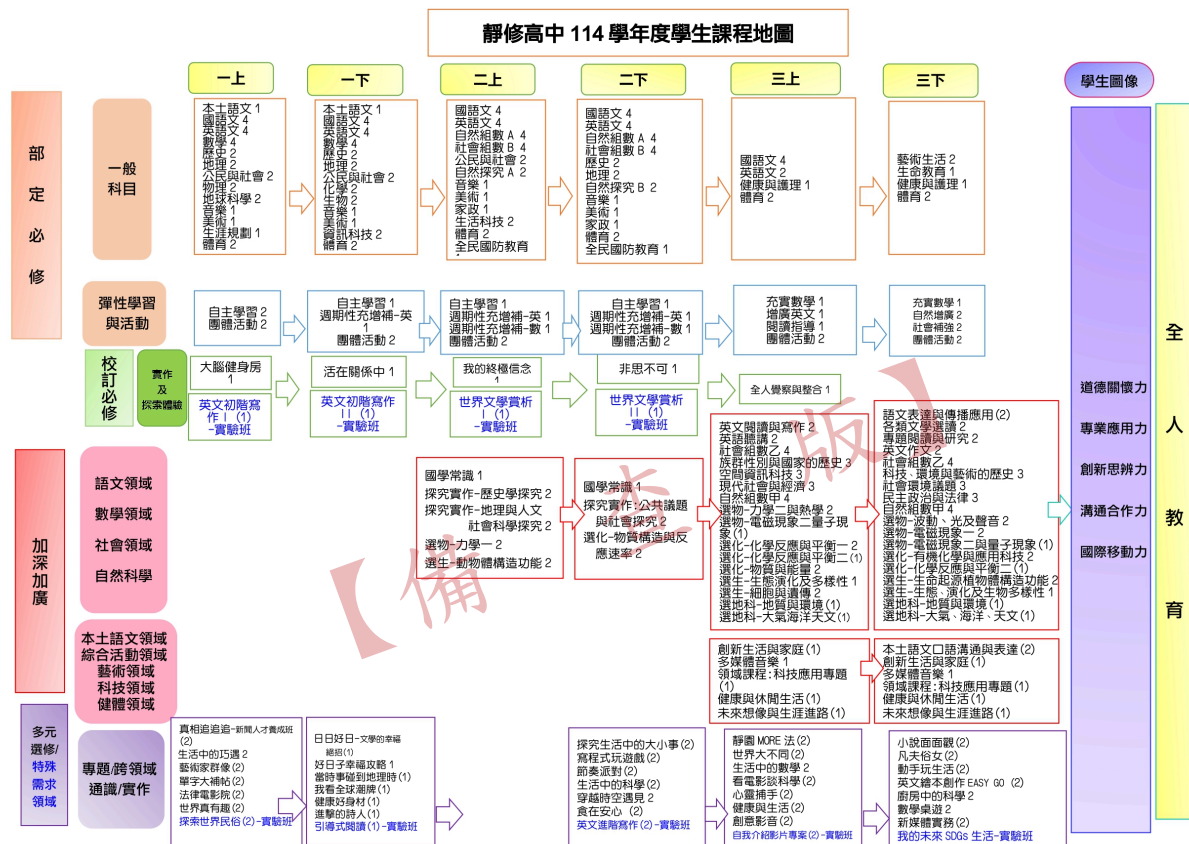 靜修高中 114 學年度學生課程地圖
一上
一下
二上
二下
三上
三下
學生圖像
部定必修
一般
科目
本土語文 1
國語文 4
英語文 4
數學 4
歷史 2
地理 2
公民與社會 2
物理 2
地球科學 2
音樂 1
美術 1
生涯規劃 1
體育 2
本土語文 1
國語文 4
英語文 4
數學 4
歷史 2
地理 2
公民與社會 2
化學 2
生物 2
音樂 1
美術 1
資訊科技 2
體育 2
國語文 4
英語文 4
自然組數 A 4
社會組數 B 4
公民與社會 2
自然探究 A 2
音樂 1
美術 1
家政 1
生活科技 2
體育 2
全民國防教育
國語文 4
英語文 4
自然組數 A 4
社會組數 B 4
歷史 2
地理 2
自然探究 B 2
音樂 1
美術 1
家政 1
體育 2
全民國防教育 1
國語文 4
英語文 2
健康與護理 1
體育 2
藝術生活 2
生命教育 1
健康與護理 1
體育 2
彈性學習
與活動
自主學習 2
團體活動 2
自主學習 1
週期性充增補-英
1
團體活動 2
自主學習 1
週期性充增補-英 1
週期性充增補-數 1
團體活動 2
自主學習 1
週期性充增補-英 1
週期性充增補-數 1
團體活動 2
充實數學 1
增廣英文 1
閱讀指導 1
團體活動 2
充實數學 1
自然增廣 2
社會補強 2
團體活動 2
校訂必修
實作
及
探索體驗
大腦健身房
1
英文初階寫
作 I (1)
-實驗班
活在關係中 1
英文初階寫作
II (1)
-實驗班
我的終極信念
1
世界文學賞析
I (1)
-實驗班
非思不可 1
世界文學賞析
II (1)
-實驗班
全人覺察與整合 1
加深加廣
語文領域
數學領域
社會領域
自然科學
國學常識 1
探究實作-歷史學探究 2
探究實作-地理與人文
社會科學探究 2
選物-力學一 2
選生-動物體構造功能 2
國學常識 1
探究實作:公共議題
與社會探究 2
選化-物質構造與反
應速率 2
英文閱讀與寫作 2
英語聽講 2
社會組數乙 4
族群性別與國家的歷史 3
空間資訊科技 3
現代社會與經濟 3
自然組數甲 4
選物-力學二與熱學 2
選物-電磁現象二量子現
象(1)
選化-化學反應與平衡一 2
選化-化學反應與平衡二(1)
選化-物質與能量 2
選生-生態演化及多樣性 1
選生-細胞與遺傳 2
選地科-地質與環境(1)
選地科-大氣海洋天文(1)
語文表達與傳播應用(2)
各類文學選讀 2
專題閱讀與研究 2
英文作文 2
社會組數乙 4
科技、環境與藝術的歷史 3
社會環境議題 3
民主政治與法律 3
自然組數甲 4
選物-波動、光及聲音 2
選物-電磁現象一 2
選物-電磁現象二與量子現象(1)
選化-有機化學與應用科技 2
選化-化學反應與平衡二(1)
選生-生命起源植物體構造功能 2
選生-生態、演化及生物多樣性 1
選地科-地質與環境(1)
選地科-大氣、海洋、天文(1)
本土語文領域
綜合活動領域
藝術領域
科技領域
健體領域
創新生活與家庭(1)
多媒體音樂 1
領域課程:科技應用專題
(1)
健康與休閒生活(1)
未來想像與生涯進路(1)
本土語文口語溝通與表達(2)
創新生活與家庭(1)
多媒體音樂 1
領域課程:科技應用專題(1)
健康與休閒生活(1)
未來想像與生涯進路(1)
多元
選修/
特殊
需求
領域
專題/跨領域
通識/實作
真相追追追-新聞人才養成班
(2)
生活中的巧遇 2
藝術家群像(2)
單字大補帖(2)
法律電影院(2)
世界真有趣(2)
探索世界民俗(2)-實驗班
日日好日-文學的幸福
絕招(1)
好日子幸福攻略 1
當時事碰到地理時(1)
我看全球潮牌(1)
健康好身材(1)
進擊的詩人(1)
引導式閱讀(1)-實驗班
探究生活中的大小事(2)
寫程式玩遊戲(2)
節奏派對(2)
生活中的科學(2)
穿越時空遇見 2
食在安心 (2)
英文進階寫作(2)-實驗班
靜園 MORE 法(2)
世界大不同(2)
生活中的數學 2
看電影談科學(2)
心靈捕手(2)
健康與生活(2)
創意影音(2)
自我介紹影片專案(2)-實驗班
小說面面觀(2)
凡夫俗女(2)
動手玩生活(2)
英文繪本創作 EASY GO (2)
廚房中的科學 2
數學桌遊 2
新媒體實務(2)
我的未來 SDGs 生活-實驗班
道德關懷力
專業應用力
創新思辨力
溝通合作力
國際移動力
全人教育
【備查版】